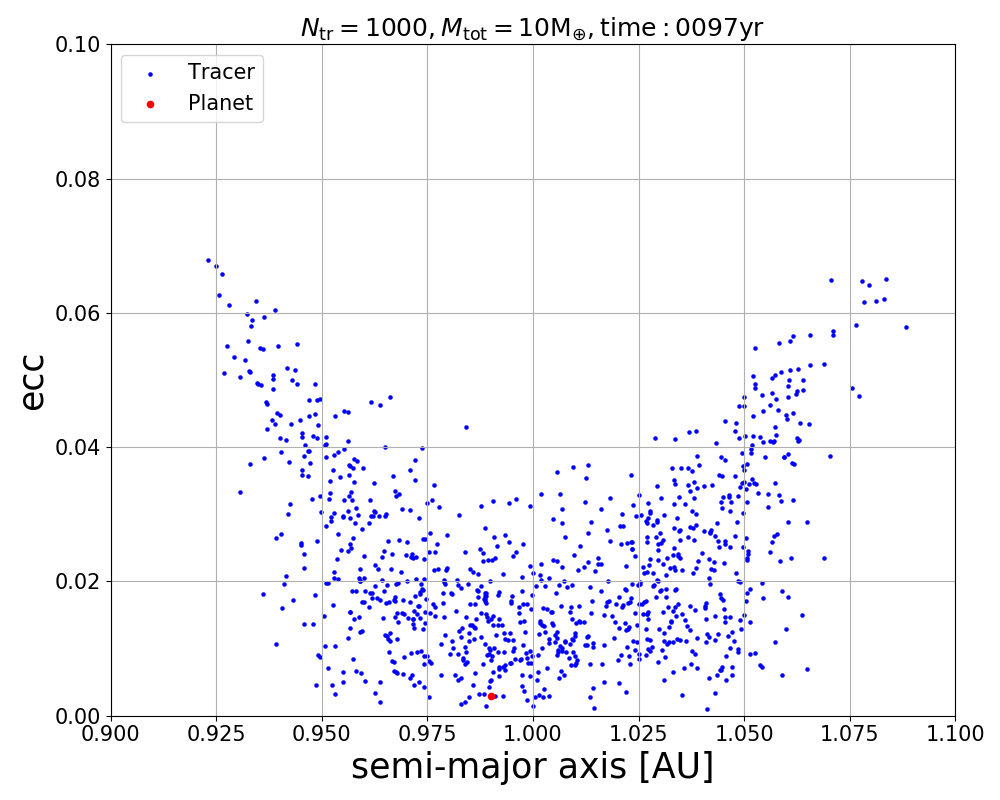 N_tr = 1000, M_tot = 10M_⊕, time : 0097yr
Tracer
Planet
0.10
0.08
0.06
0.04
0.02
0.00
ecc
0.900 0.925 0.950 0.975 1.000 1.025 1.050 1.075 1.100
semi-major axis [AU]